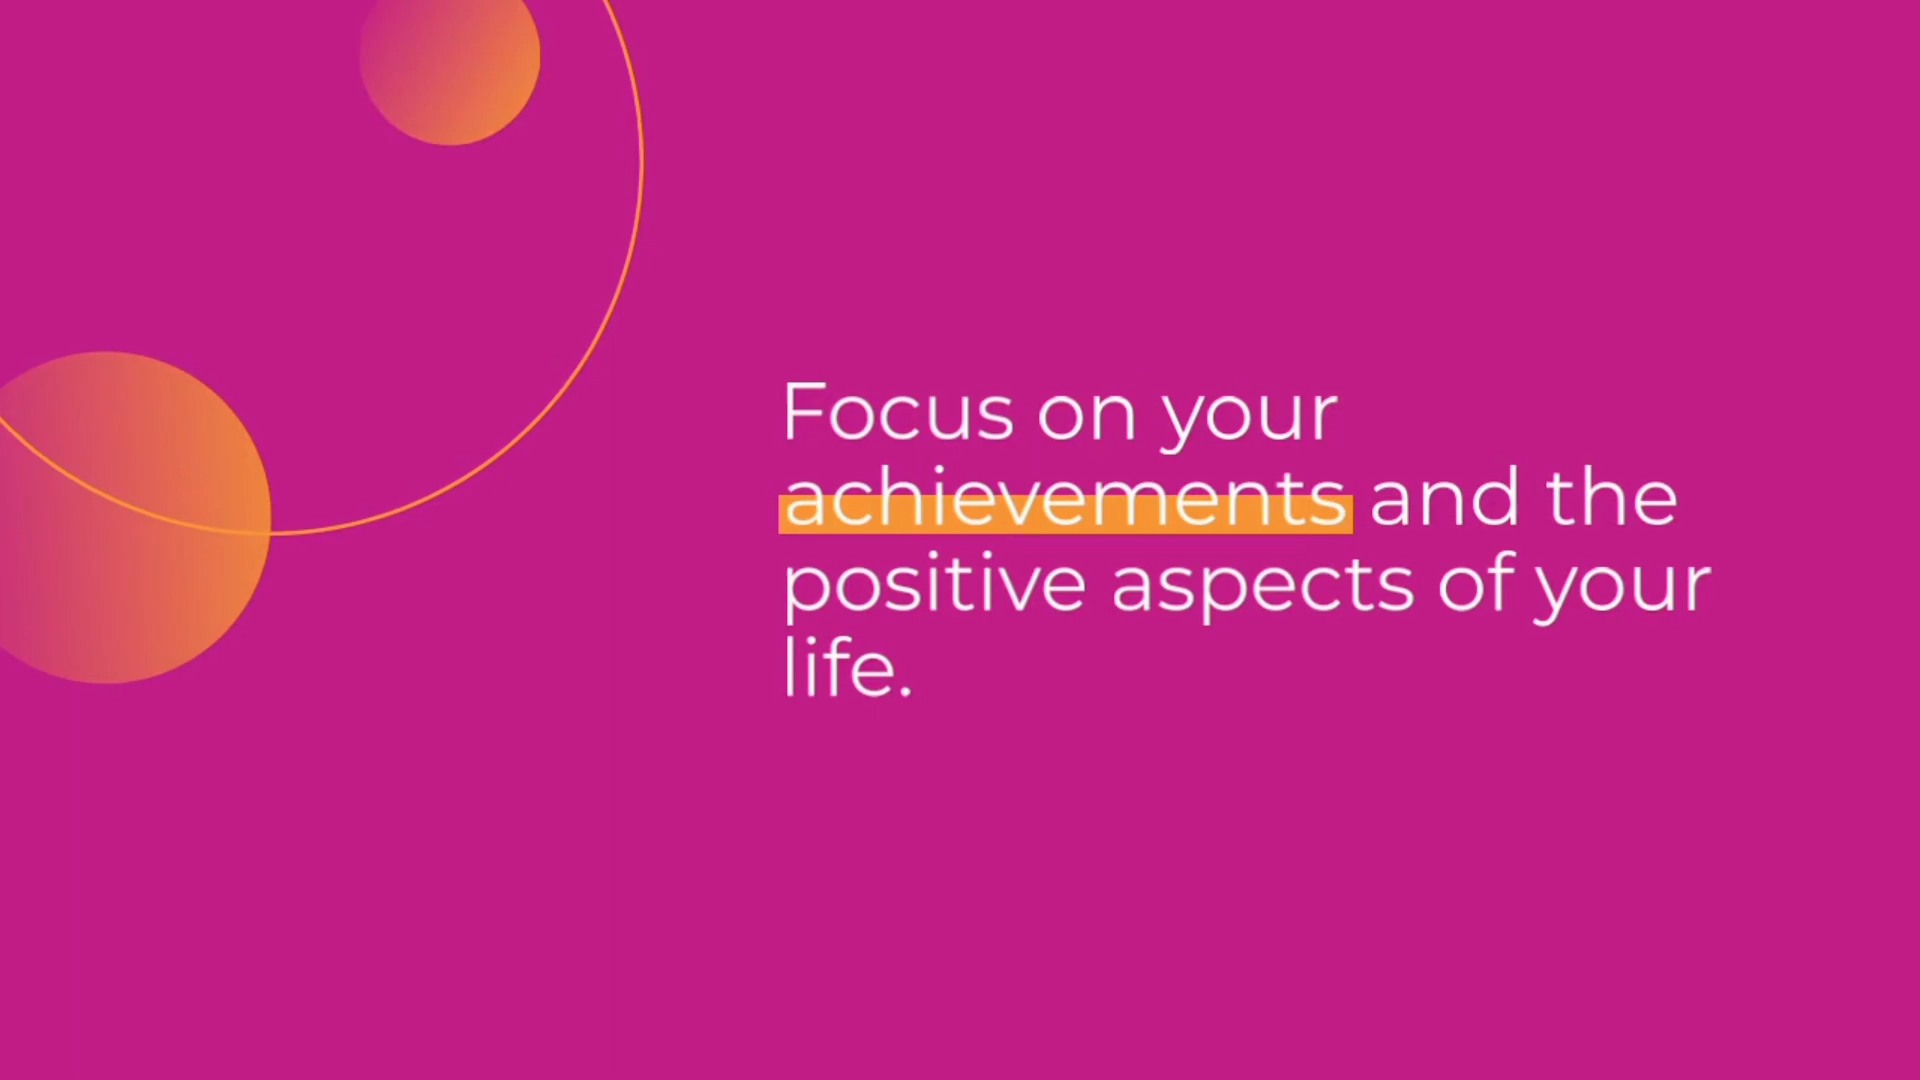 Focus on your
achievements and the
positive aspects of your
life.